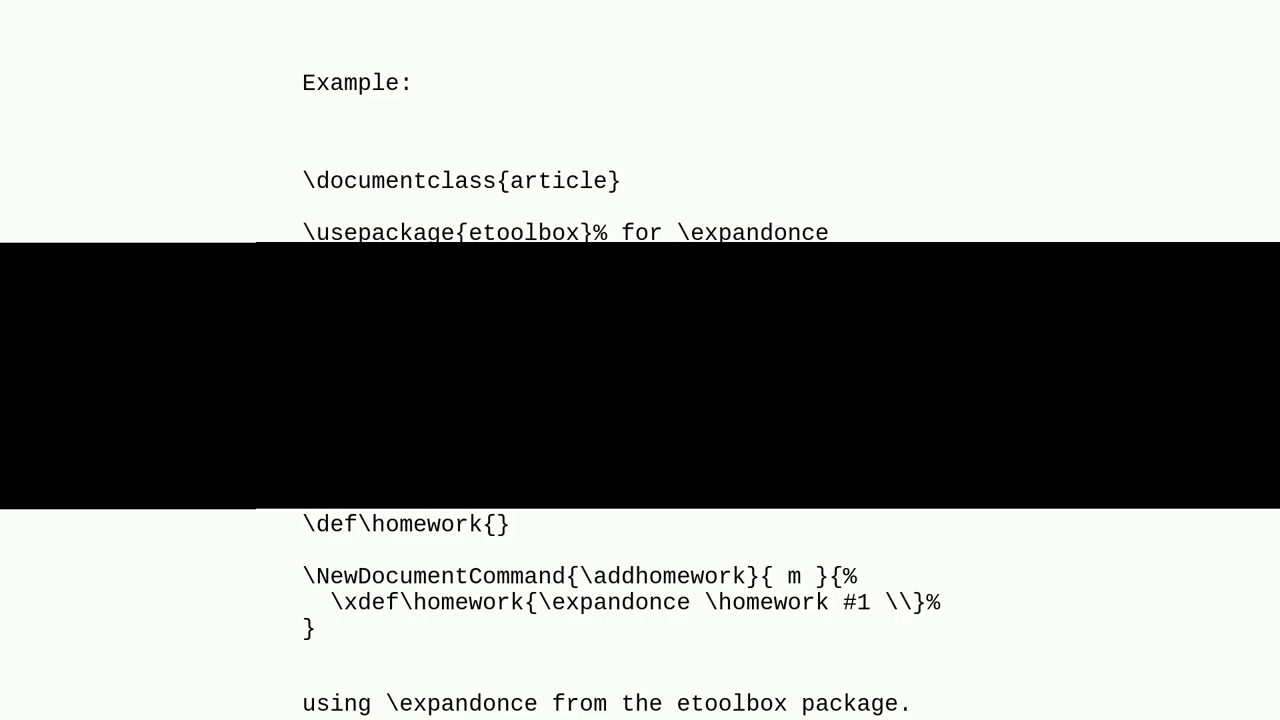 Example:
\documentclass{article}
\usepackage{etoolbox}% for \expandonce
\def\homework{}
\NewDocumentCommand{\addhomework}{ m }{%
\xdef\homework{\expandonce \homework #1 \\}%
}
using \expandonce from the etoolbox package.